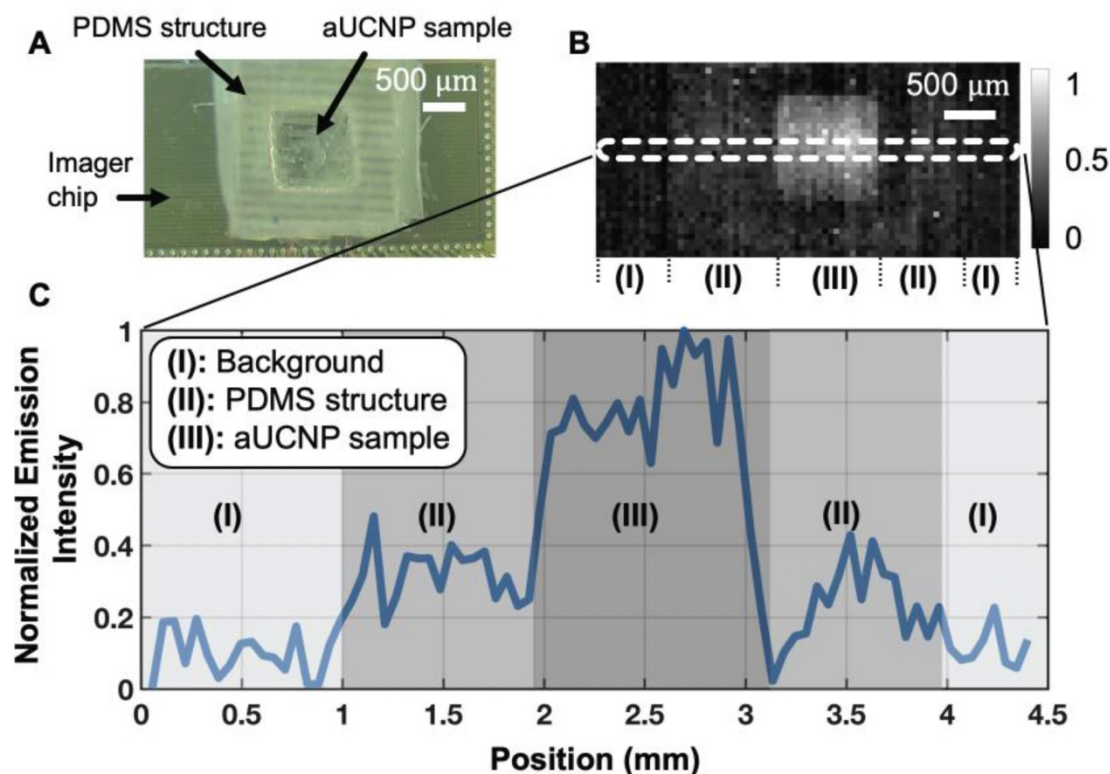 A
PDMS structure
aUCNP sample
500 μm
Imager
chip
B
500 μm
1
0.5
0
(I)
(II)
(III)
(II)
(I)
C
Normalized Emission
Intensity
1
0.8
0.6
0.4
0.2
0
(I): Background
(II): PDMS structure
(III): aUCNP sample
(I)
(II)
(III)
(II)
(I)
0 0.5 1 1.5 2 2.5 3 3.5 4 4.5
Position (mm)